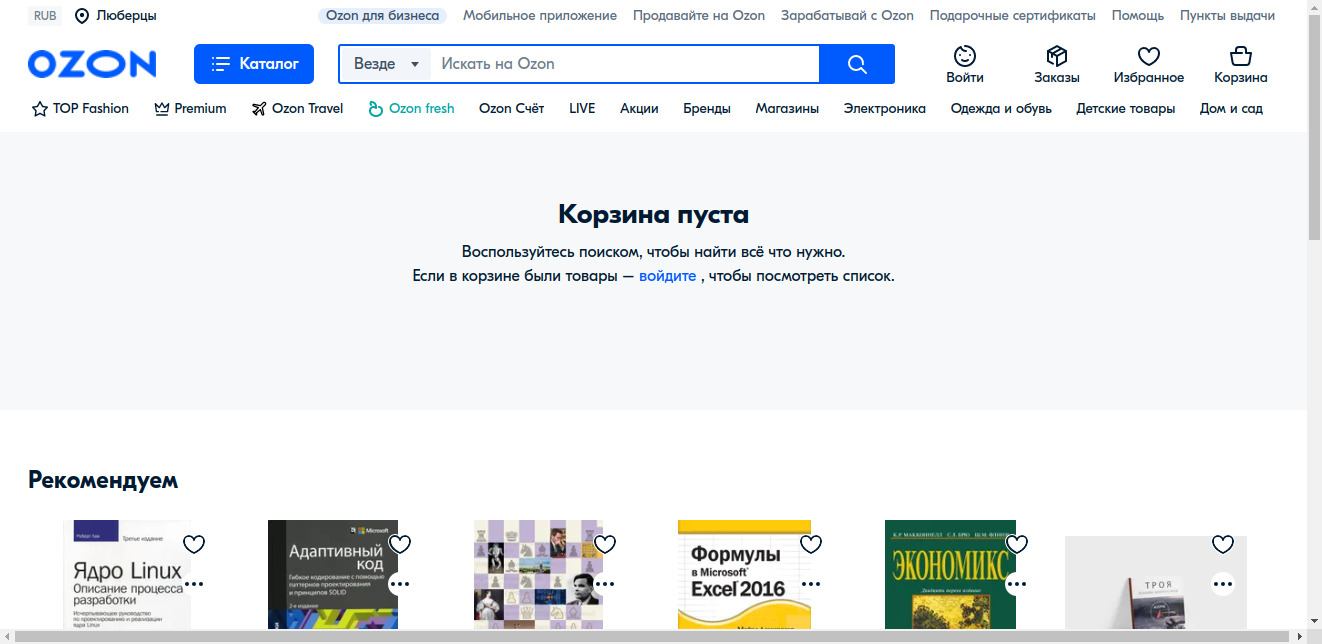 RUB Люберцы Ozon для бизнеса Мобильное приложение Продавайте на Ozon Зарабатывай с Ozon Подарочные сертификаты Помощь Пункты выдачи
OZON Каталог Везде Искать на Ozon Войти Заказы Избранное Корзина
TOP Fashion Premium Ozon Travel Ozon fresh Ozon Счёт LIVE Акции Бренды Магазины Электроника Одежда и обувь Детские товары Дом и сад
Корзина пуста
Воспользуйтесь поиском, чтобы найти всё что нужно.
Если в корзине были товары — войдите , чтобы посмотреть список.
Рекомендуем
Третье издание
Ядро Linux
Описание процесса
разработки
Исчерпывающее руководство
по проектированию и реализации
ядра Linux
Microsoft
Адаптивный
код
Гибкое кодирование с помощью
паттернов проектирования
и принципов SOLID
2-е издание
Формулы
в Microsoft
Excel 2016
К.Р. МАККОННЕЛЛ С.Л. БРЮ Ш.М. ФЛИНН
ЭКОНОМИКС
ТРОЯ